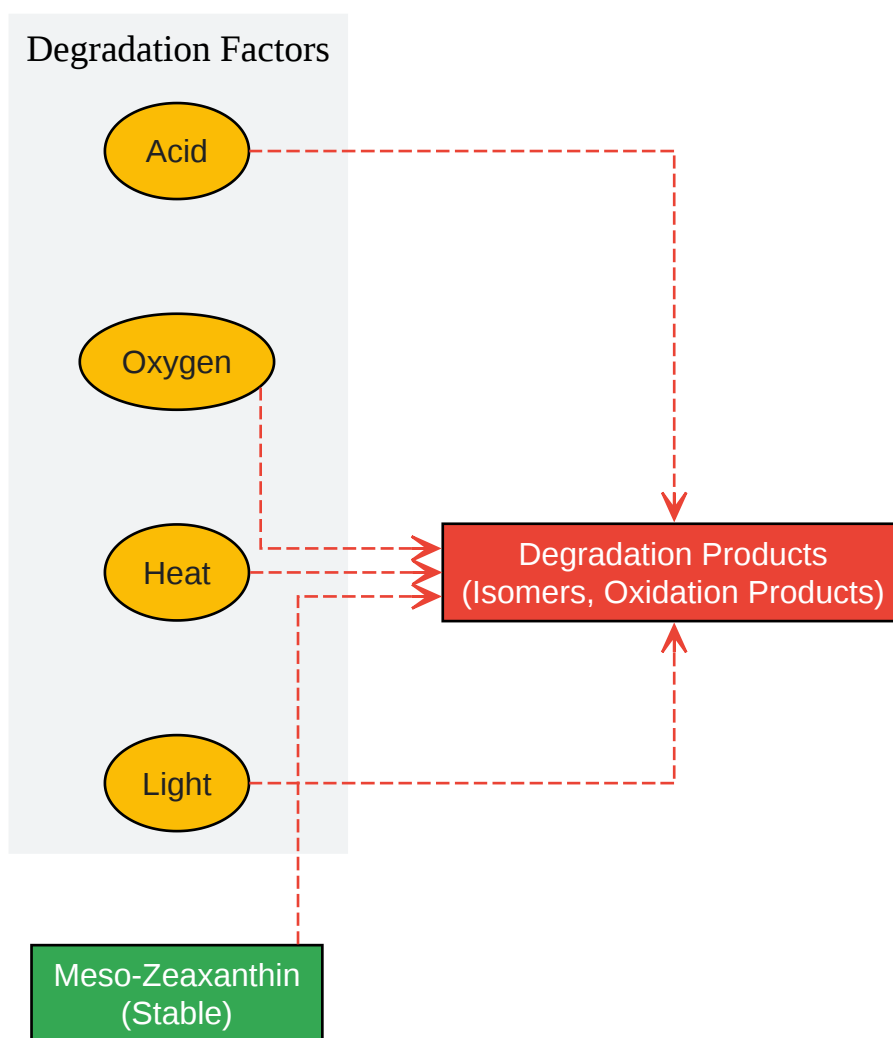 Degradation Factors
Acid
Oxygen
Heat
Degradation Products
(Isomers, Oxidation Products)
Light
Meso-Zeaxanthin
(Stable)